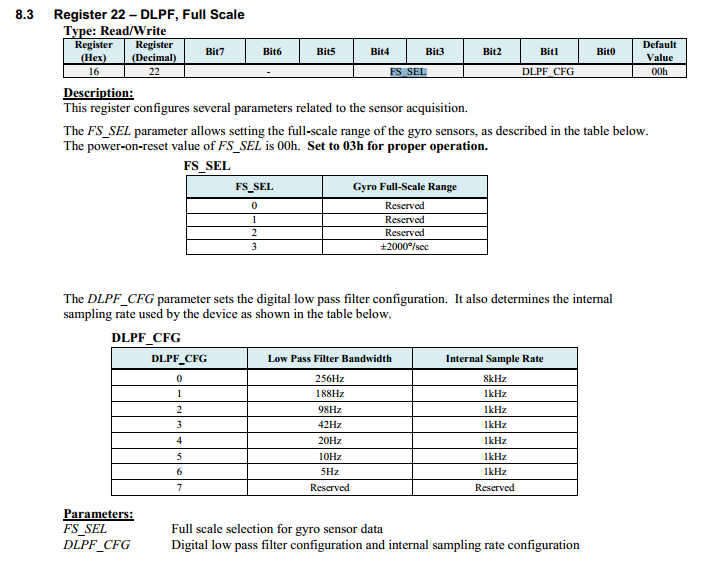 8.3 Register 22 – DLPF, Full Scale
Type: Read/Write
Register (Hex) Register (Decimal) Bit7 Bit6 Bit5 Bit4 Bit3 Bit2 Bit1 Bit0 Default Value
16 22 - FS_SEL DLPF_CFG 00h
Description:
This register configures several parameters related to the sensor acquisition.
The FS_SEL parameter allows setting the full-scale range of the gyro sensors, as described in the table below.
The power-on-reset value of FS_SEL is 00h. Set to 03h for proper operation.
FS_SEL
FS_SEL Gyro Full-Scale Range
0 Reserved
1 Reserved
2 Reserved
3 ±2000°/sec
The DLPF_CFG parameter sets the digital low pass filter configuration. It also determines the internal
sampling rate used by the device as shown in the table below.
DLPF_CFG
DLPF_CFG Low Pass Filter Bandwidth Internal Sample Rate
0 256Hz 8kHz
1 188Hz 1kHz
2 98Hz 1kHz
3 42Hz 1kHz
4 20Hz 1kHz
5 10Hz 1kHz
6 5Hz 1kHz
7 Reserved Reserved
Parameters:
FS_SEL Full scale selection for gyro sensor data
DLPF_CFG Digital low pass filter configuration and internal sampling rate configuration